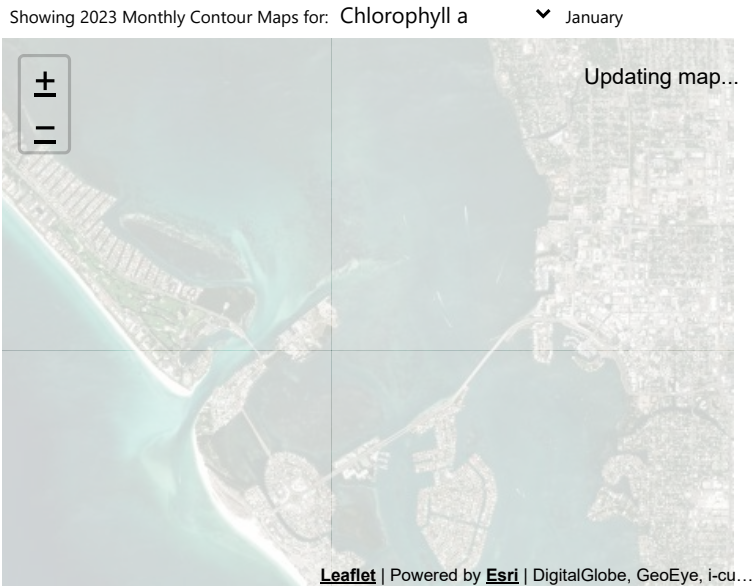 Showing 2023 Monthly Contour Maps for: Chlorophyll a January
+
Updating map...
−
Leaflet | Powered by Esri | DigitalGlobe, GeoEye, i-cu…